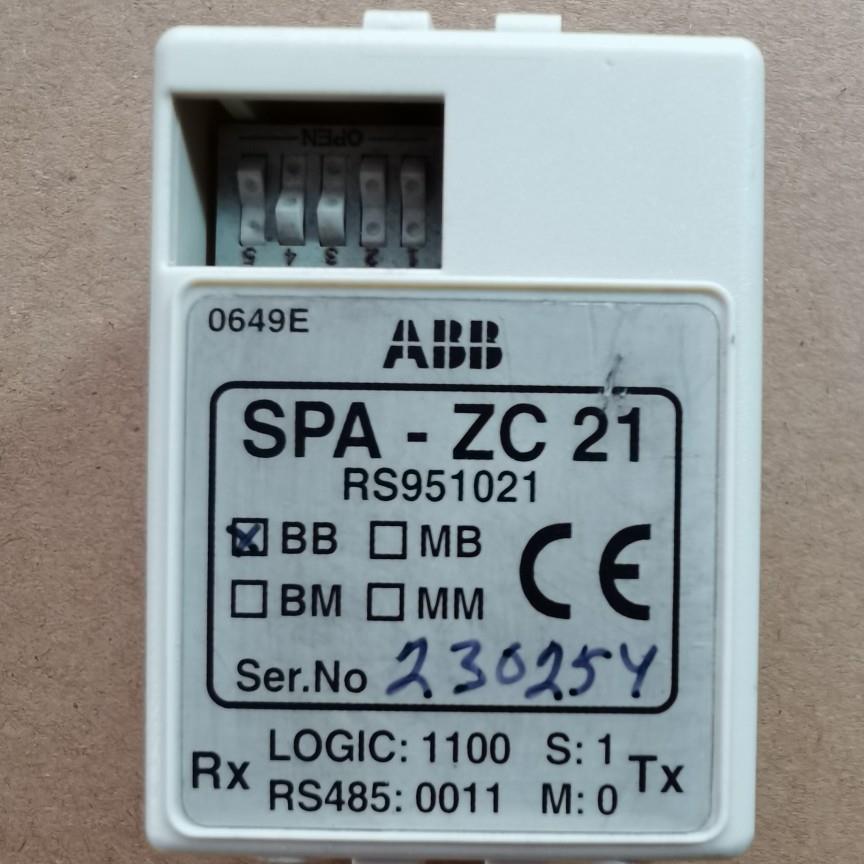 OPEN
5 4 3 2 1
0649E
ABB
SPA - ZC 21
RS951021
BB MB
BM MM
CE
Ser.No 230254
Rx LOGIC: 1100 S: 1 Tx
RS485: 0011 M: 0